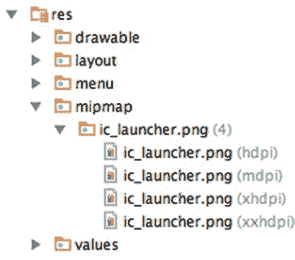 res
drawable
layout
menu
mipmap
ic_launcher.png (4)
ic_launcher.png (hdpi)
ic_launcher.png (mdpi)
ic_launcher.png (xhdpi)
ic_launcher.png (xxhdpi)
values